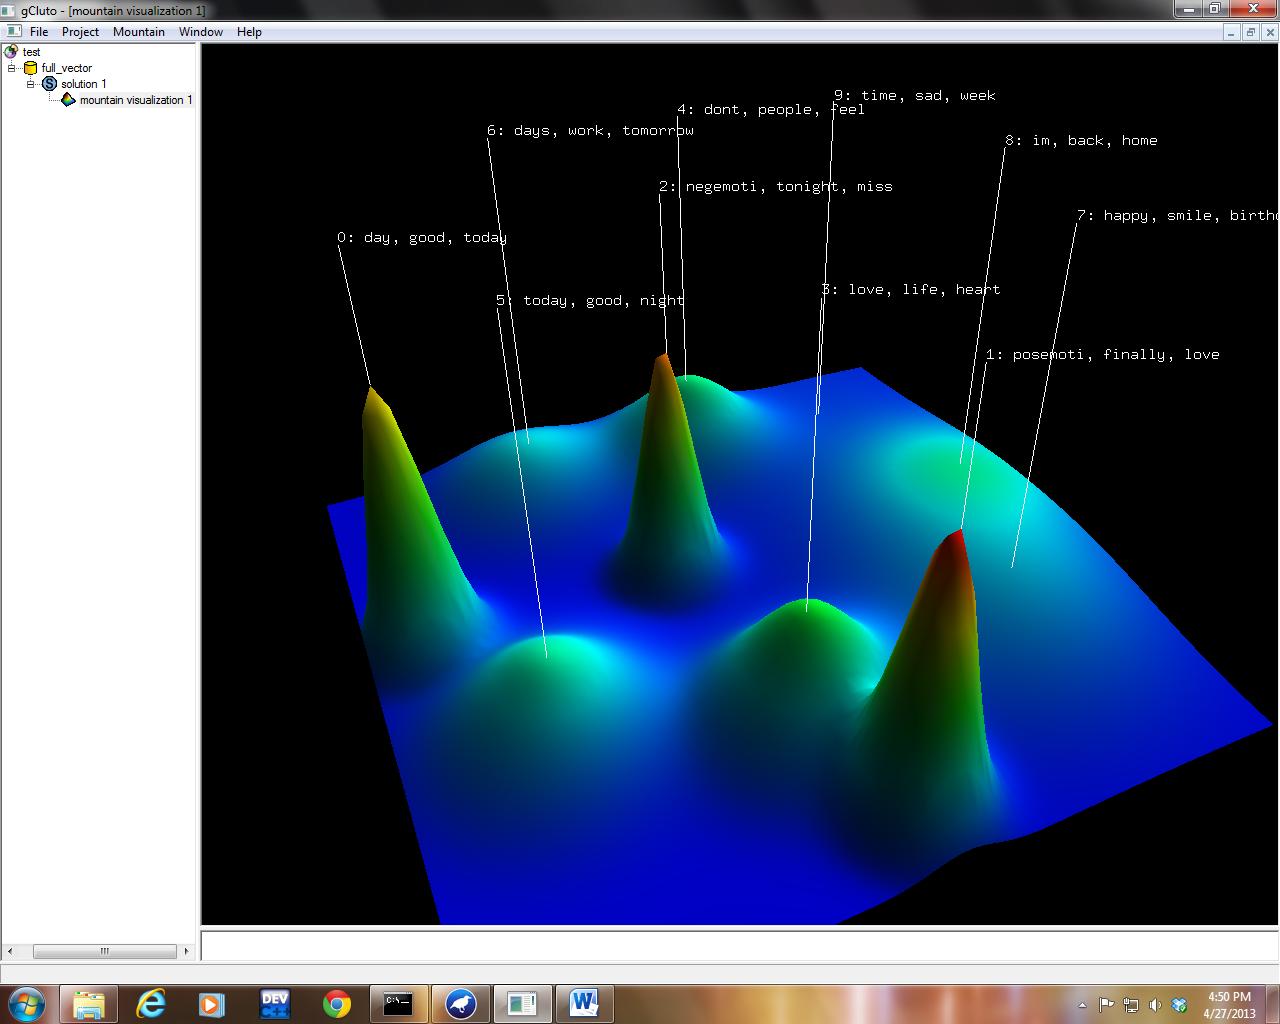 gCluto - [mountain visualization 1]
File Project Mountain Window Help
test
full_vector
solution 1
mountain visualization 1
9: time, sad, week
4: dont, people, feel
6: days, work, tomorrow
8: im, back, home
2: negemoti, tonight, miss
7: happy, smile, birthd
0: day, good, today
3: love, life, heart
5: today, good, night
1: posemoti, finally, love
DEV
C++
C:\
W
4:50 PM
4/27/2013